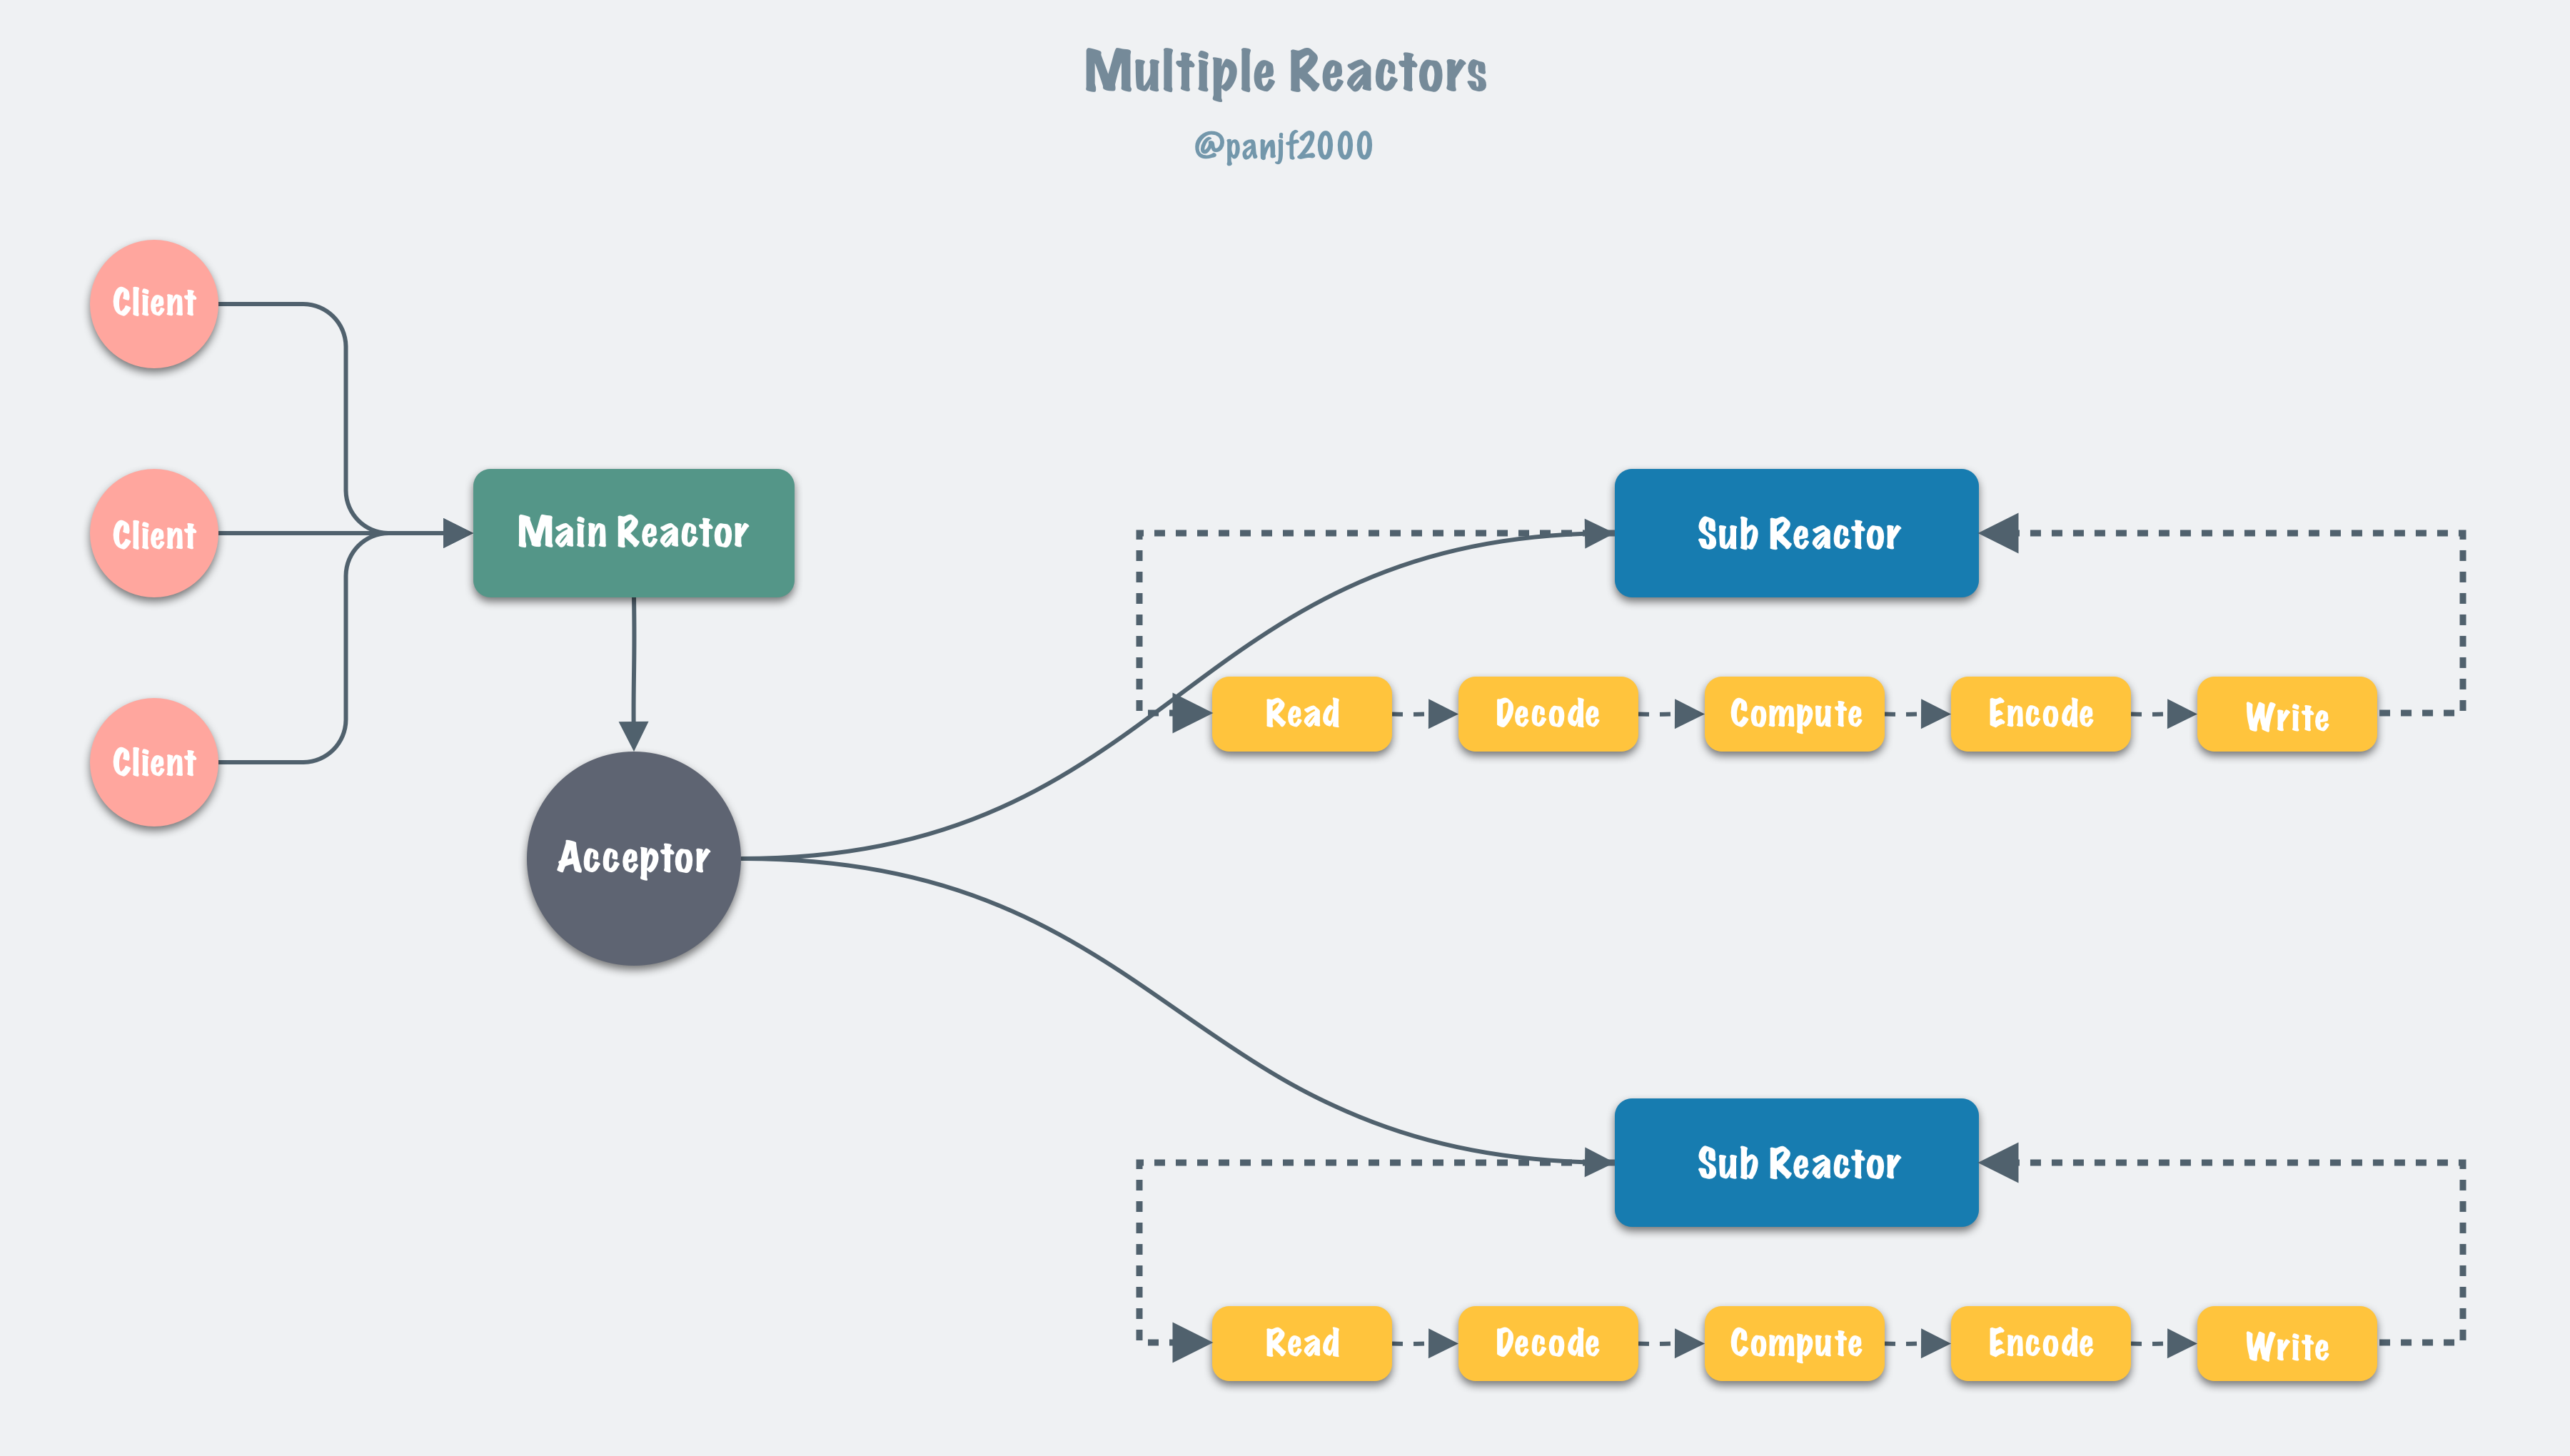 Multiple Reactors
@panjf2000
Client
Client
Main Reactor
Sub Reactor
Read
Decode
Compute
Encode
Write
Client
Acceptor
Sub Reactor
Read
Decode
Compute
Encode
Write